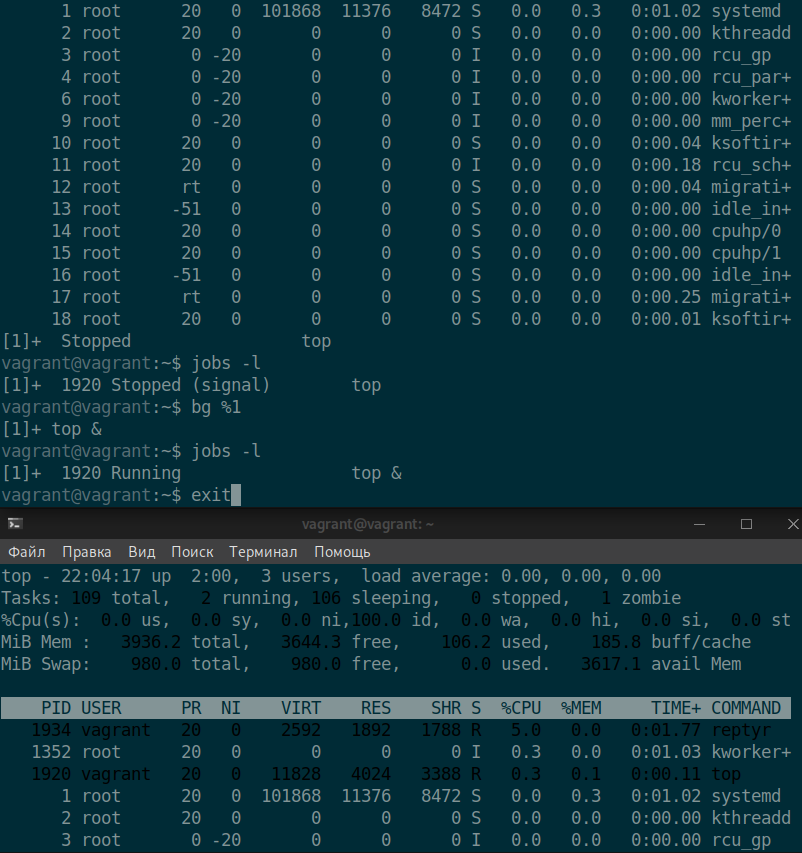 1 root 20 0 101868 11376 8472 S 0.0 0.3 0:01.02 systemd
2 root 20 0 0 0 0 S 0.0 0.0 0:00.00 kthreadd
3 root 0 -20 0 0 0 I 0.0 0.0 0:00.00 rcu_gp
4 root 0 -20 0 0 0 I 0.0 0.0 0:00.00 rcu_par+
6 root 0 -20 0 0 0 I 0.0 0.0 0:00.00 kworker+
9 root 0 -20 0 0 0 I 0.0 0.0 0:00.00 mm_perc+
10 root 20 0 0 0 0 S 0.0 0.0 0:00.04 ksoftir+
11 root 20 0 0 0 0 I 0.0 0.0 0:00.18 rcu_sch+
12 root rt 0 0 0 0 S 0.0 0.0 0:00.04 migrati+
13 root -51 0 0 0 0 S 0.0 0.0 0:00.00 idle_in+
14 root 20 0 0 0 0 S 0.0 0.0 0:00.00 cpuhp/0
15 root 20 0 0 0 0 S 0.0 0.0 0:00.00 cpuhp/1
16 root -51 0 0 0 0 S 0.0 0.0 0:00.00 idle_in+
17 root rt 0 0 0 0 S 0.0 0.0 0:00.25 migrati+
18 root 20 0 0 0 0 S 0.0 0.0 0:00.01 ksoftir+
[1]+ Stopped top
vagrant@vagrant:~$ jobs -l
[1]+ 1920 Stopped (signal) top
vagrant@vagrant:~$ bg %1
[1]+ top &
vagrant@vagrant:~$ jobs -l
[1]+ 1920 Running top &
vagrant@vagrant:~$ exit
vagrant@vagrant: ~
Файл Правка Вид Поиск Терминал Помощь
top - 22:04:17 up 2:00, 3 users, load average: 0.00, 0.00, 0.00
Tasks: 109 total, 2 running, 106 sleeping, 0 stopped, 1 zombie
%Cpu(s): 0.0 us, 0.0 sy, 0.0 ni,100.0 id, 0.0 wa, 0.0 hi, 0.0 si, 0.0 st
MiB Mem : 3936.2 total, 3644.3 free, 106.2 used, 185.8 buff/cache
MiB Swap: 980.0 total, 980.0 free, 0.0 used. 3617.1 avail Mem
PID USER PR NI VIRT RES SHR S %CPU %MEM TIME+ COMMAND
1934 vagrant 20 0 2592 1892 1788 R 5.0 0.0 0:01.77 reptyr
1352 root 20 0 0 0 0 I 0.3 0.0 0:01.03 kworker+
1920 vagrant 20 0 11828 4024 3388 R 0.3 0.1 0:00.11 top
1 root 20 0 101868 11376 8472 S 0.0 0.3 0:01.02 systemd
2 root 20 0 0 0 0 S 0.0 0.0 0:00.00 kthreadd
3 root 0 -20 0 0 0 I 0.0 0.0 0:00.00 rcu_gp